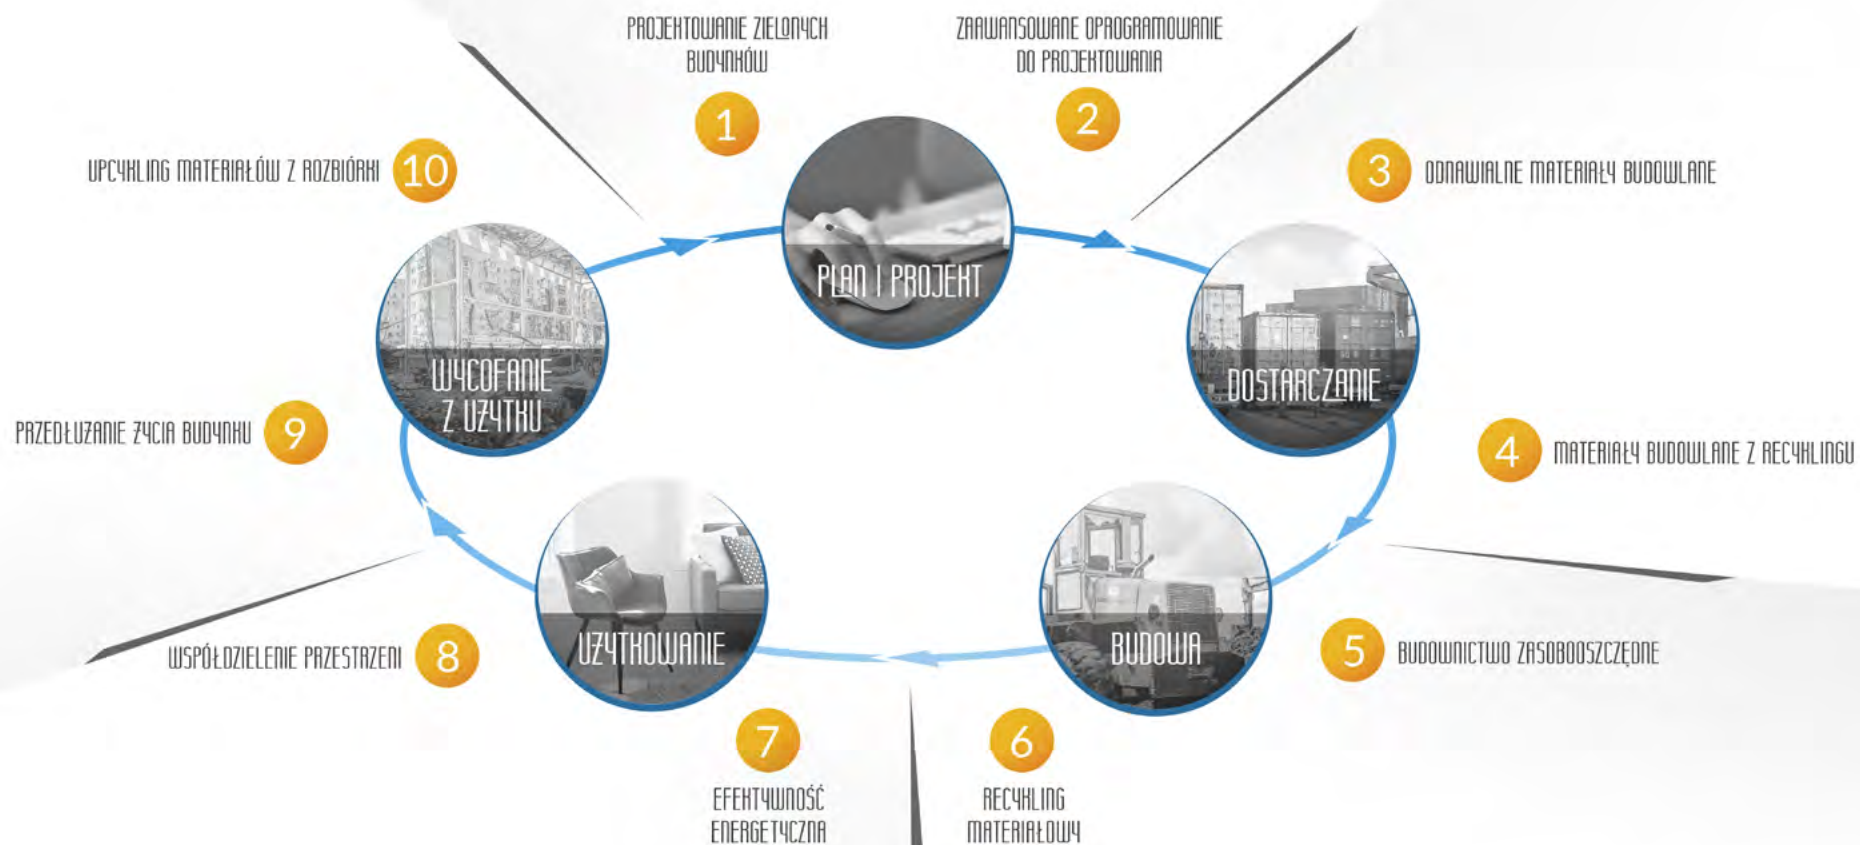 PROJEKTOWANIE ZIELONYCH
BUDYNKÓW
1
ZAAWANSOWANE OPROGRAMOWANIE
DO PROJEKTOWANIA
2
3
ODNAWIALNE MATERIAŁY BUDOWLANE
UPCYKLING MATERIAŁÓW Z ROZBIÓRKI
10
PLAN I PROJEKT
WYCOFANIE
Z UŻYTKU
DOSTARCZANIE
PRZEDŁUŻANIE ŻYCIA BUDYNKU
9
4
MATERIAŁY BUDOWLANE Z RECYKLINGU
WSPÓŁDZIELENIE PRZESTRZENI
8
UŻYTKOWANIE
BUDOWA
5
BUDOWNICTWO ZASOBOOSZCZĘDNE
7
EFEKTYWNOŚĆ
ENERGETYCZNA
6
RECYKLING
MATERIAŁOWY